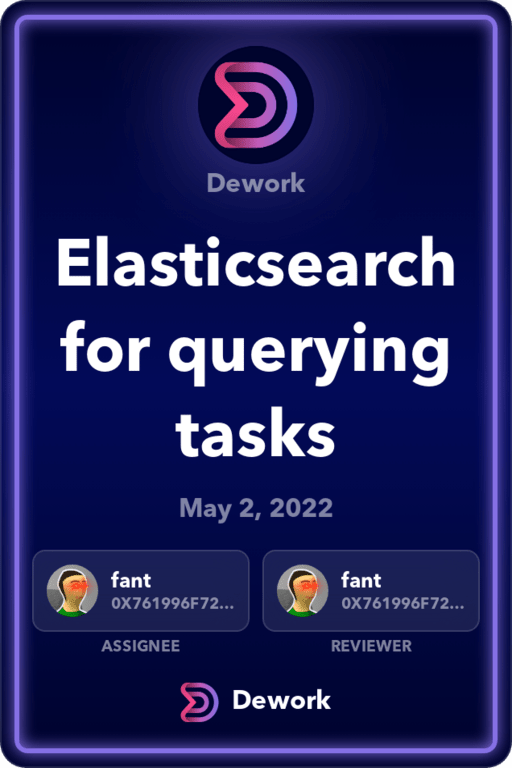 Dework
Elasticsearch
for querying
tasks
May 2, 2022
fant
0X761996F72...
ASSIGNEE
fant
0X761996F72...
REVIEWER
Dework